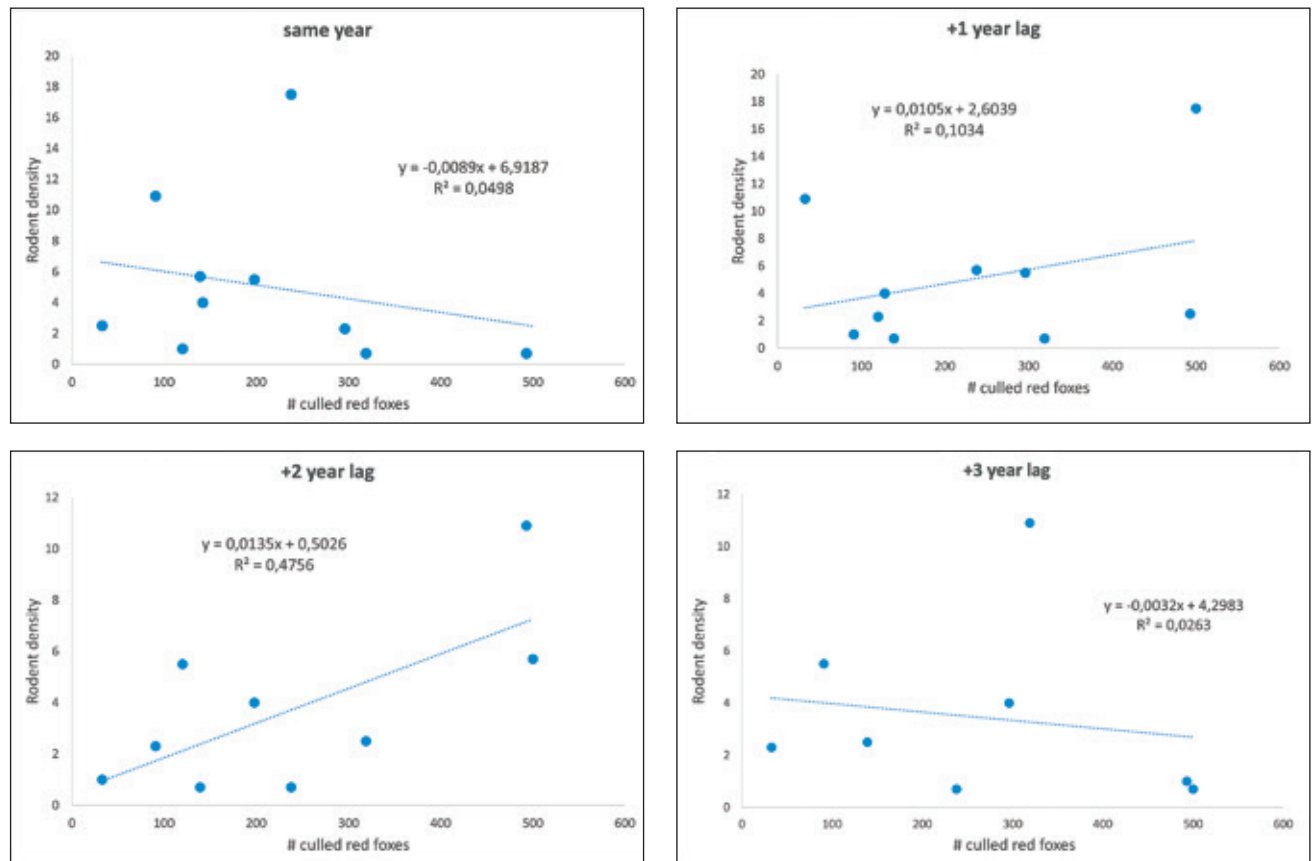 same year
20
18
16
14
12
10
8
6
4
2
0
Rodent density
y = -0,0089x + 6,9187
R² = 0,0498
0 100 200 300 400 500 600
# culled red foxes
+1 year lag
20
18
16
14
12
10
8
6
4
2
0
Rodent density
y = 0,0105x + 2,6039
R² = 0,1034
0 100 200 300 400 500 600
# culled red foxes
+2 year lag
12
10
8
6
4
2
0
Rodent density
y = 0,0135x + 0,5026
R² = 0,4756
0 100 200 300 400 500 600
# culled red foxes
+3 year lag
12
10
8
6
4
2
0
Rodent density
y = -0,0032x + 4,2983
R² = 0,0263
0 100 200 300 400 500 600
# culled red foxes